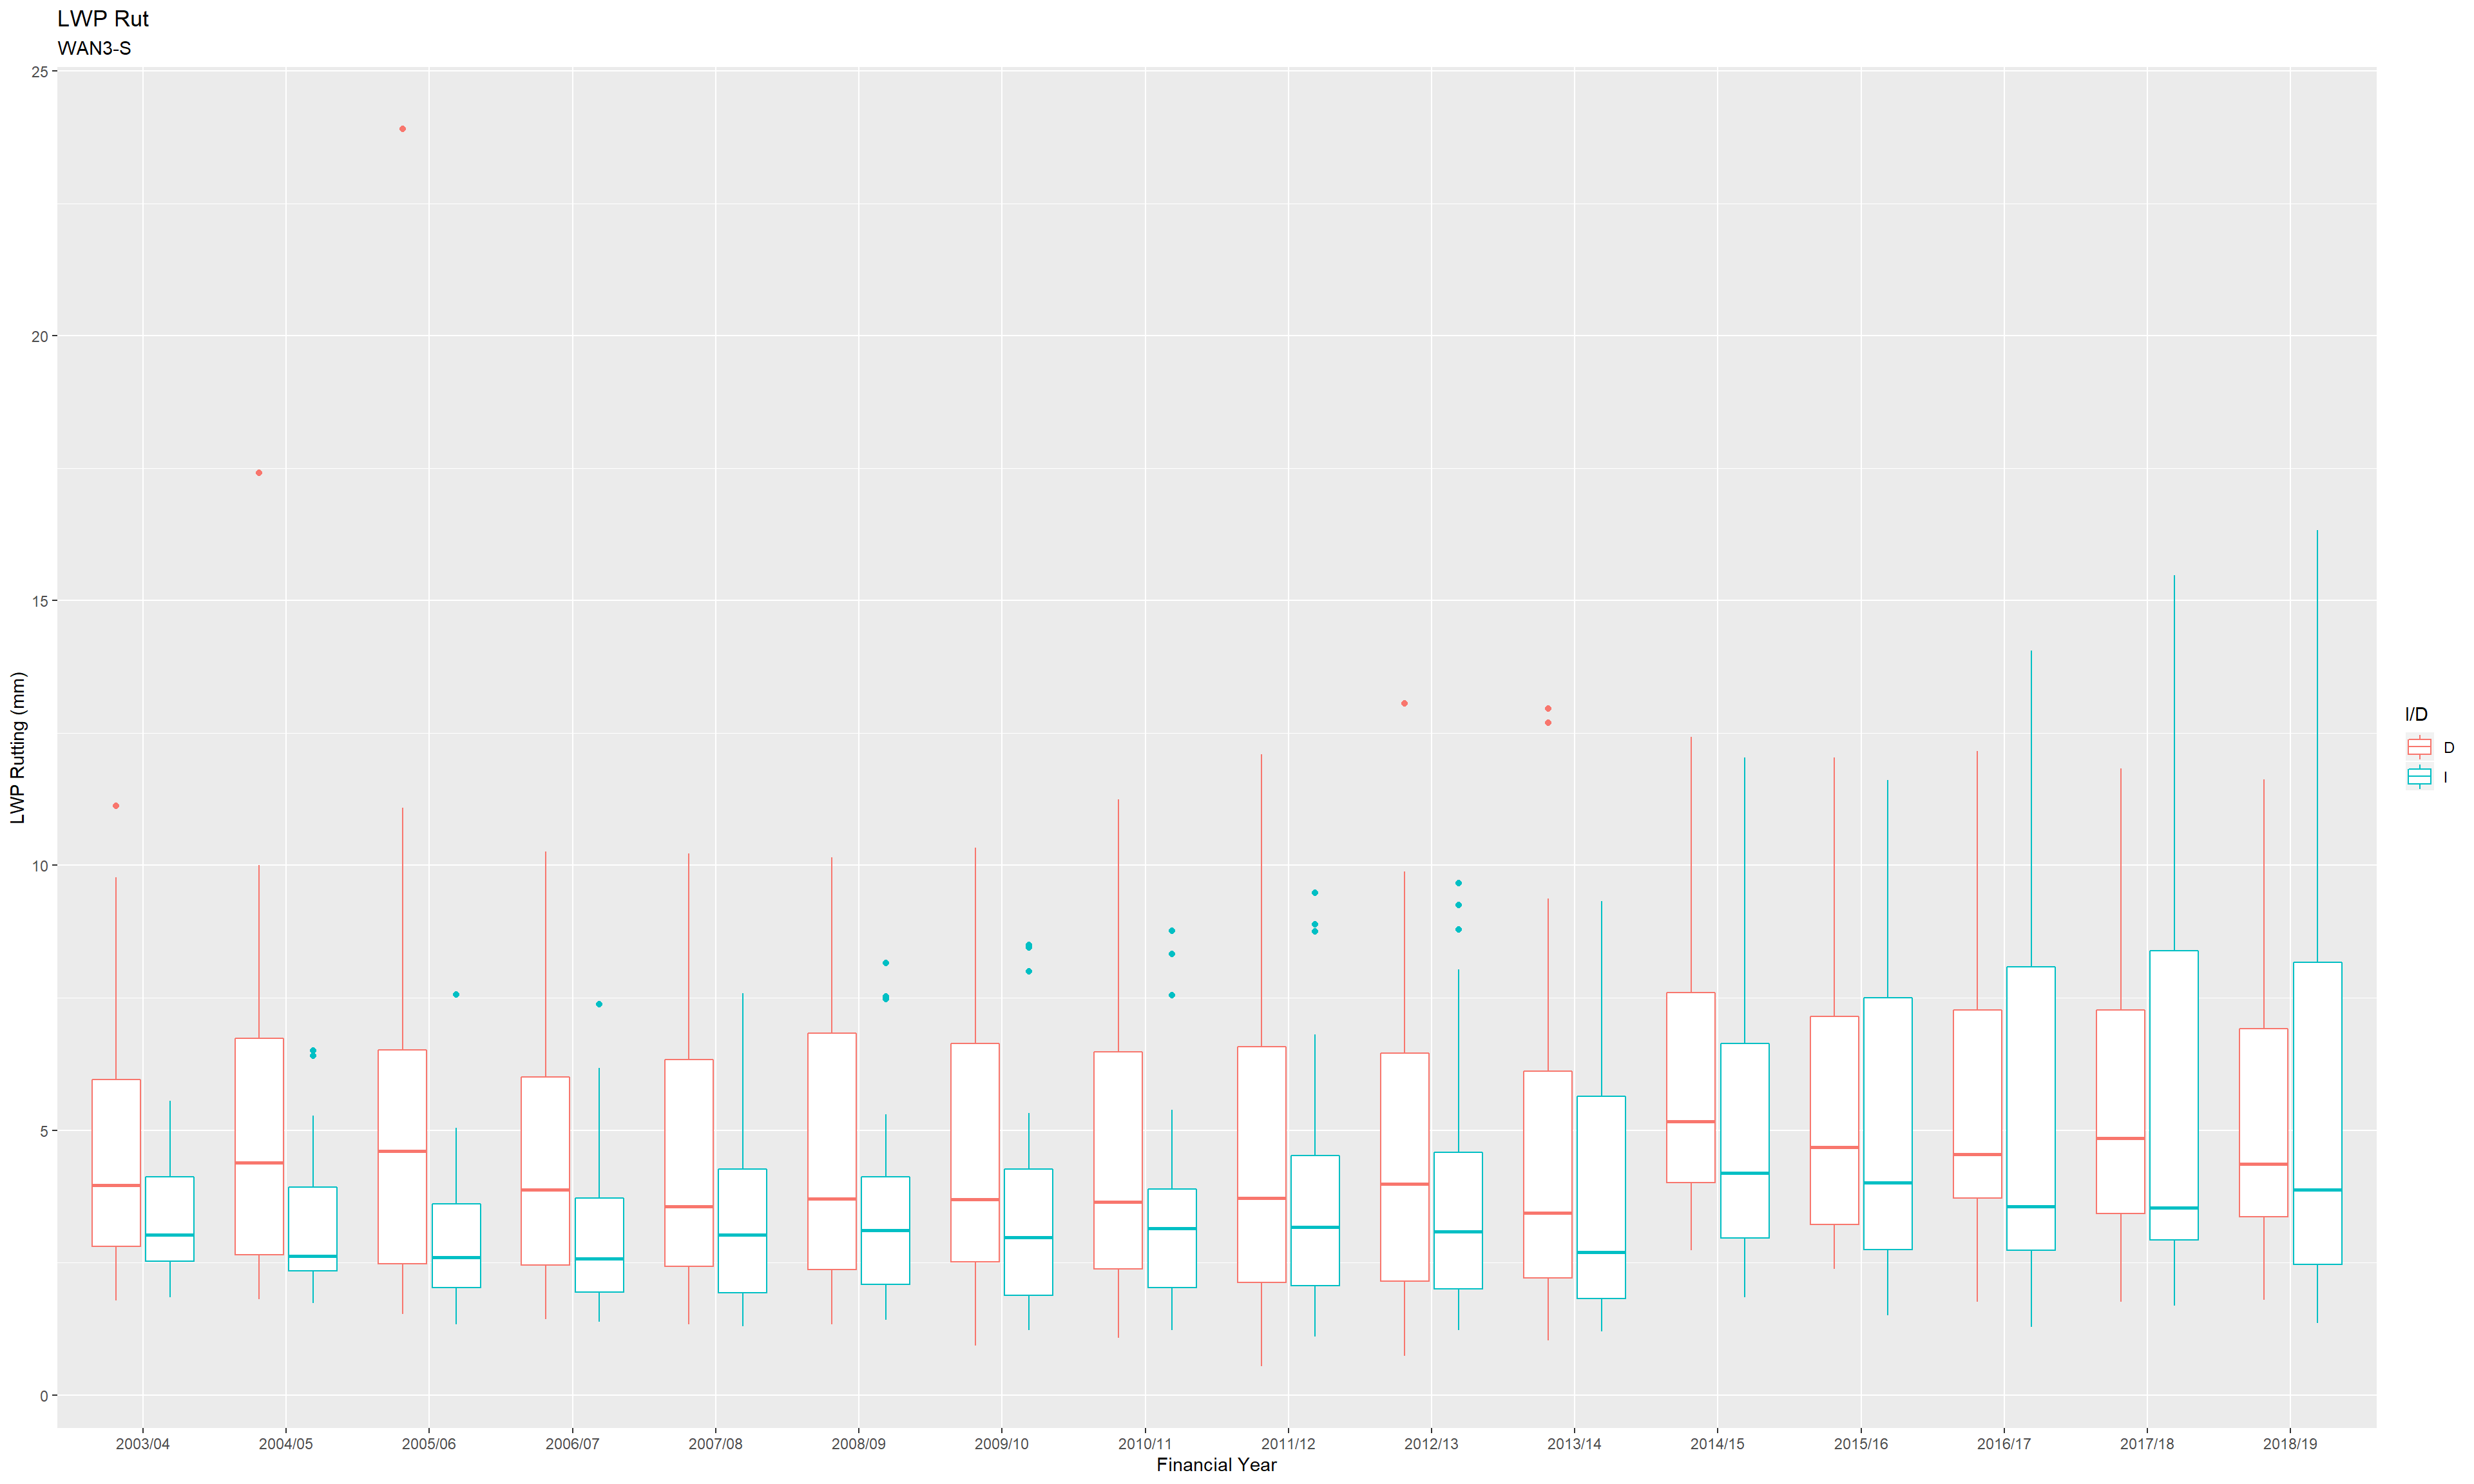 LWP Rut
WAN3-S
25
20
15
10
5
0
LWP Rutting (mm)
2003/04 2004/05 2005/06 2006/07 2007/08 2008/09 2009/10 2010/11 2011/12 2012/13 2013/14 2014/15 2015/16 2016/17 2017/18 2018/19
Financial Year
I/D
D
I